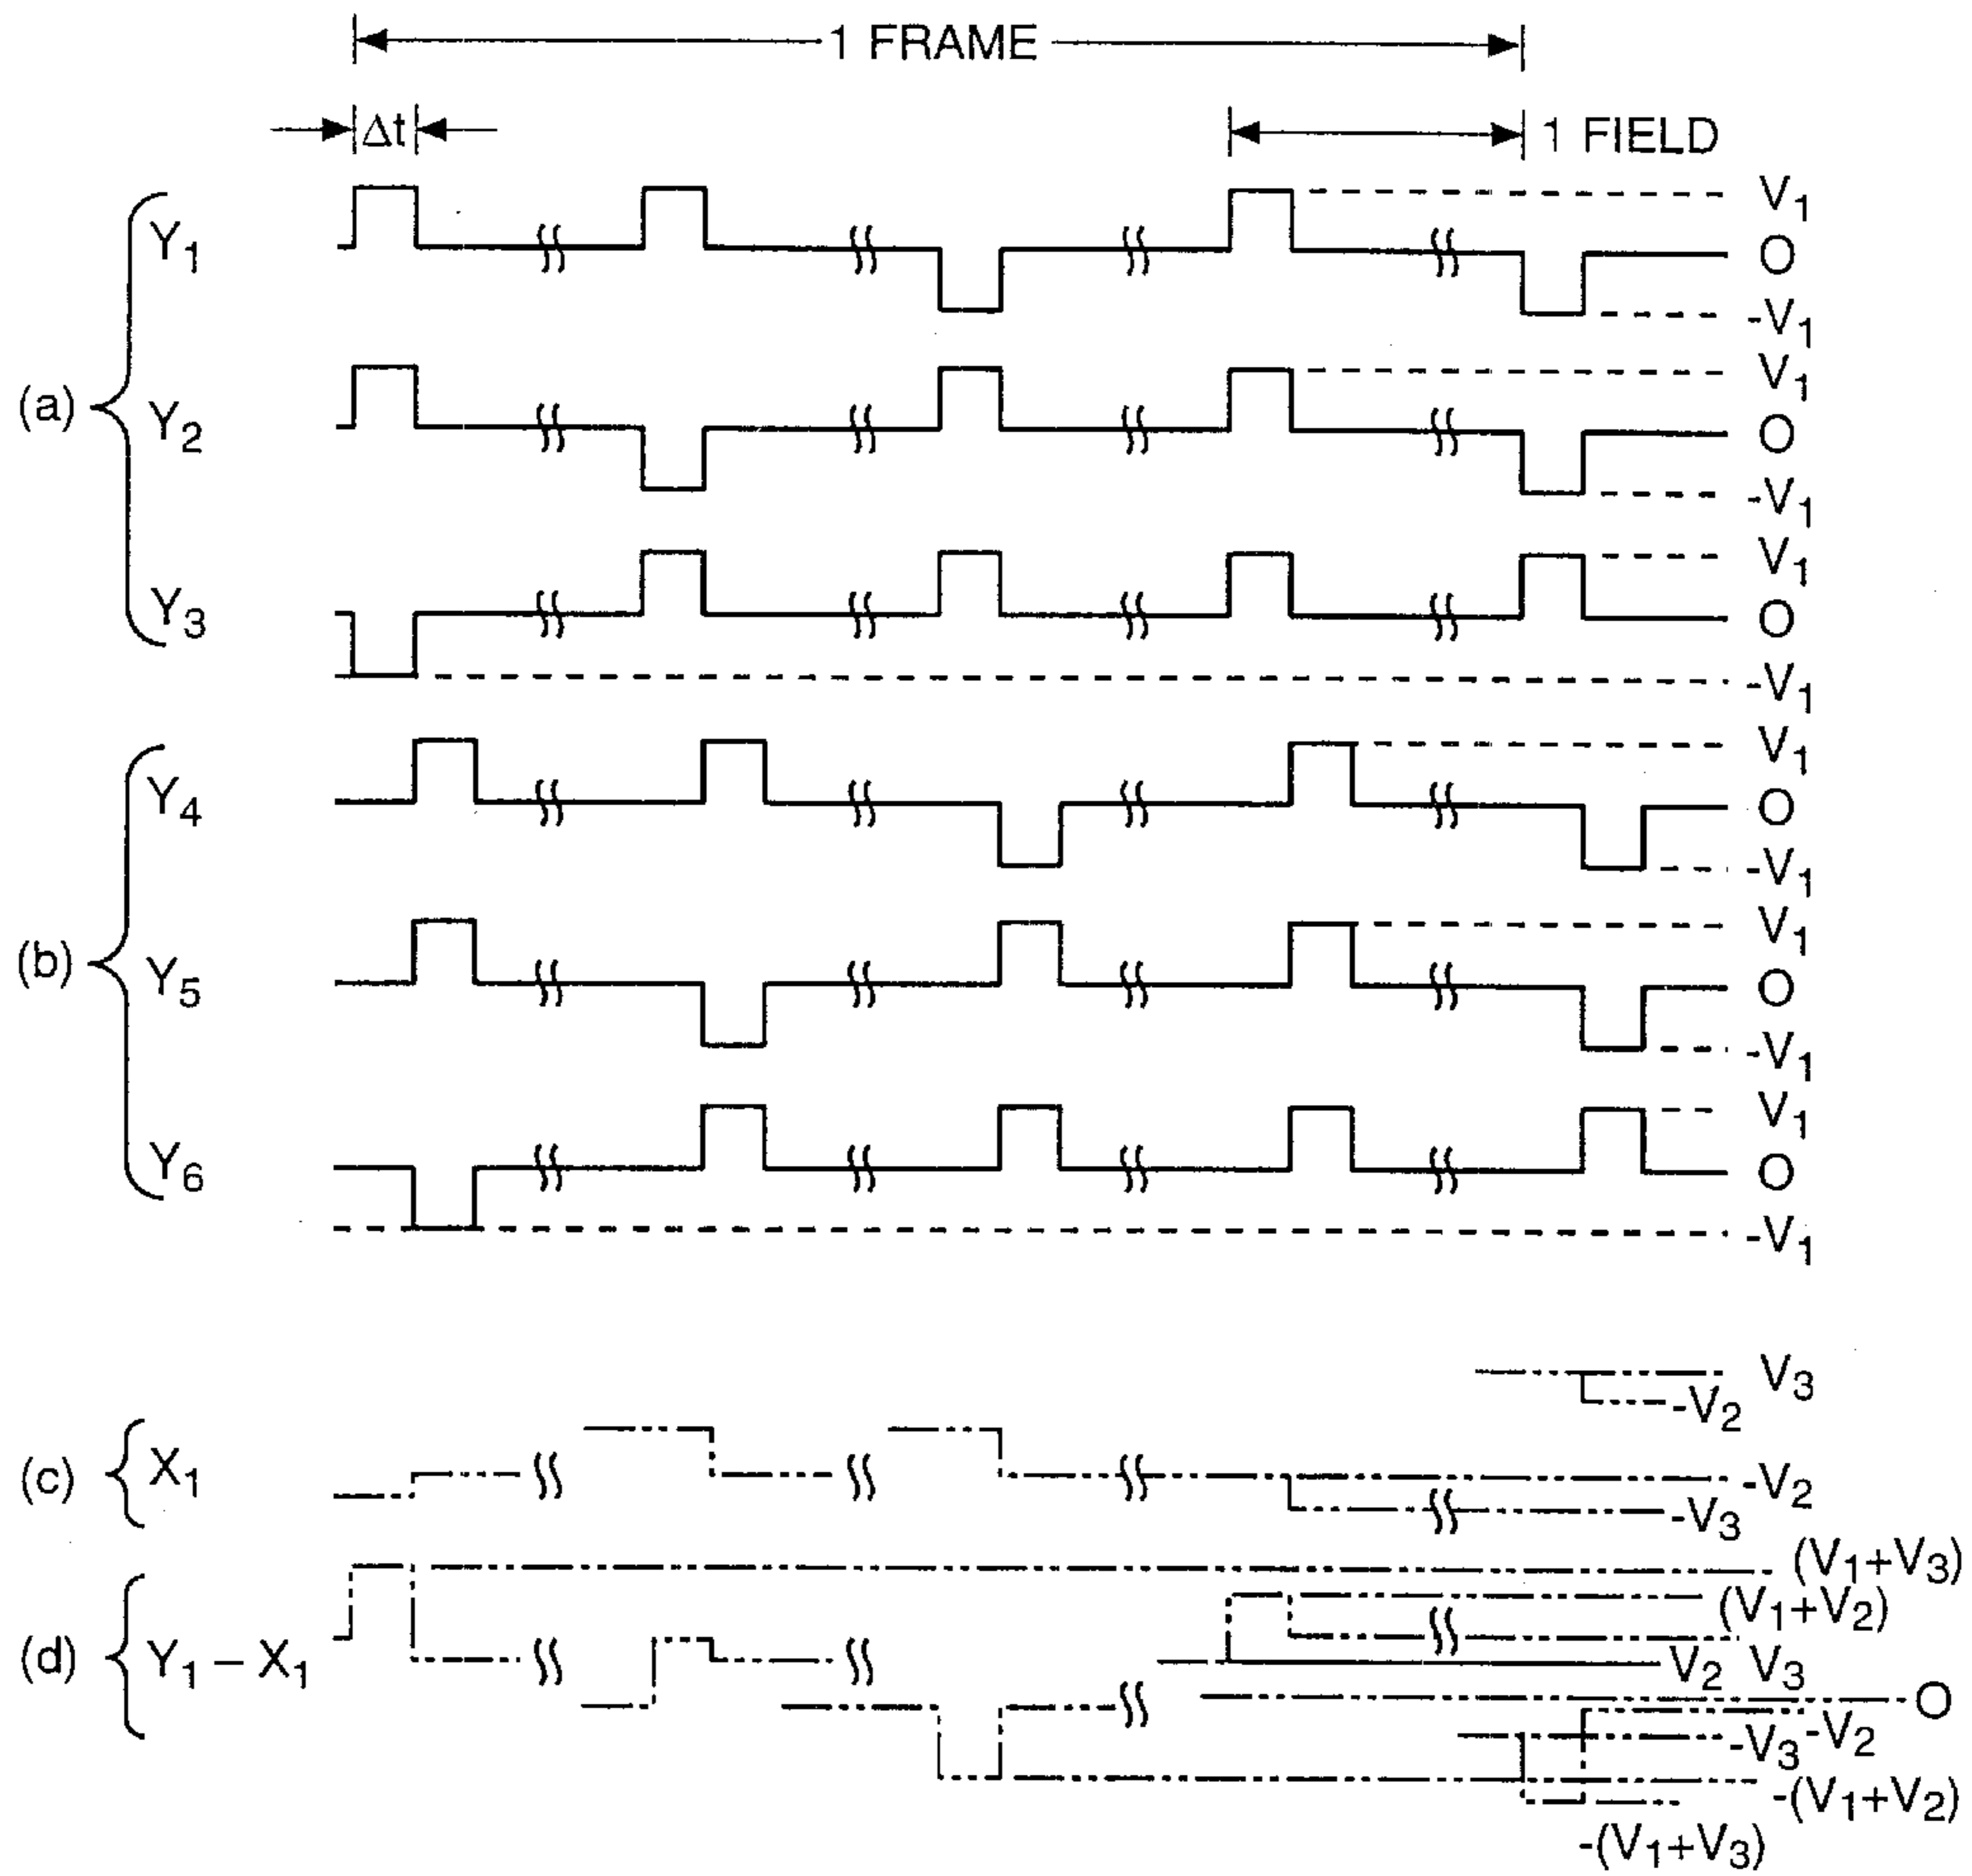 1 FRAME
Δt
1 FIELD
(a)
Y1
V1
O
-V1
Y2
V1
O
-V1
Y3
V1
O
-V1
(b)
Y4
V1
O
-V1
Y5
V1
O
-V1
Y6
V1
O
-V1
(c)
X1
V3
-V2
-V2
-V3
(d)
Y1 – X1
(V1+V3)
(V1+V2)
V2 V3
O
-V3 -V2
-(V1+V2)
-(V1+V3)